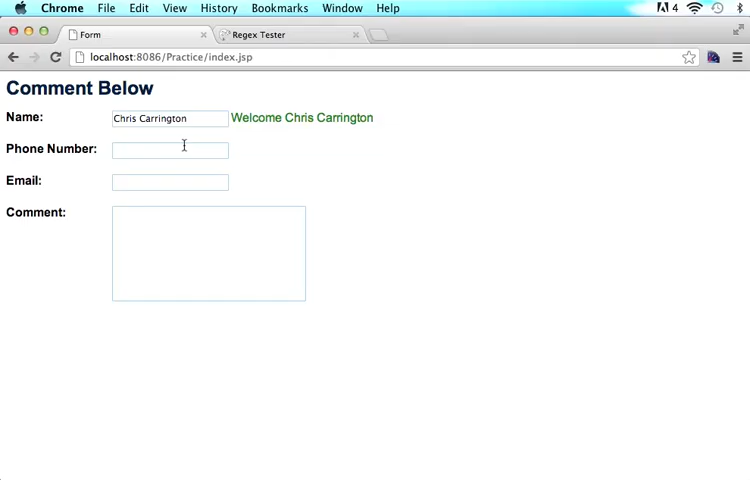 Chrome File Edit View History Bookmarks Window Help 4
Form Regex Tester
localhost:8086/Practice/index.jsp
Comment Below
Name: Chris Carrington Welcome Chris Carrington
Phone Number:
Email:
Comment: